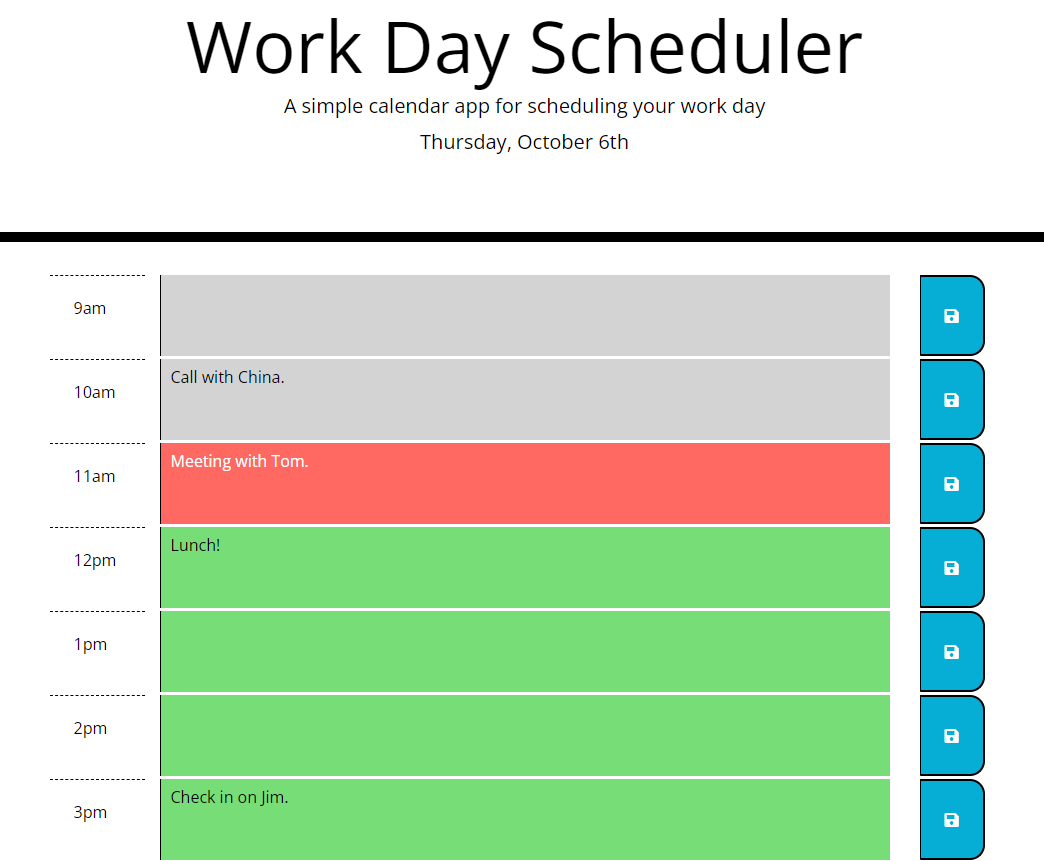 Work Day Scheduler
A simple calendar app for scheduling your work day
Thursday, October 6th
9am
10am
Call with China.
11am
Meeting with Tom.
12pm
Lunch!
1pm
2pm
3pm
Check in on Jim.